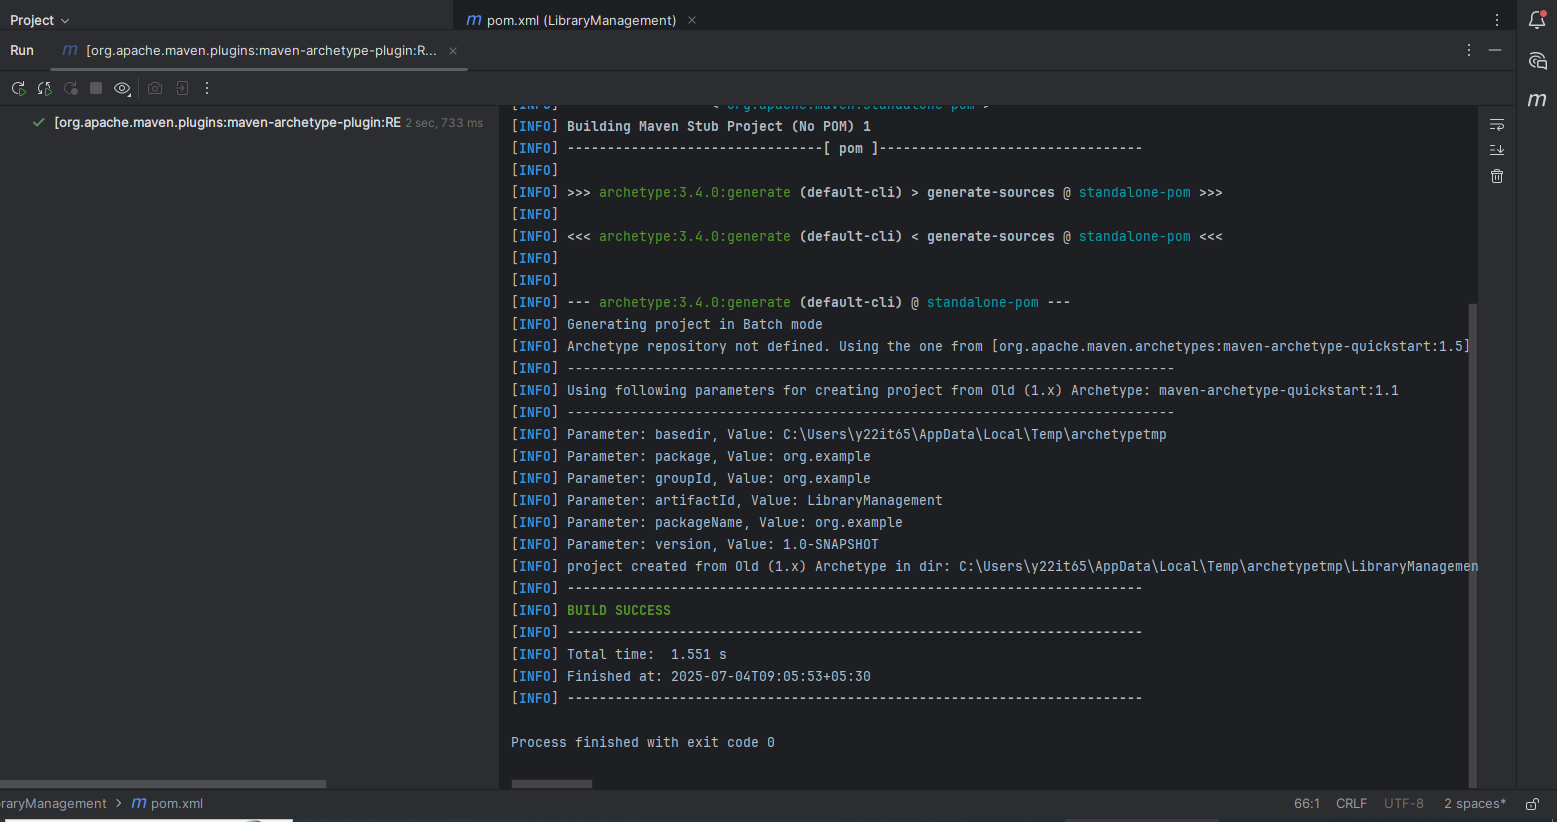 Project
pom.xml (LibraryManagement)
Run
[org.apache.maven.plugins:maven-archetype-plugin:R...
[org.apache.maven.plugins:maven-archetype-plugin:RE 2 sec, 733 ms
[INFO] < org.apache.maven:standalone-pom >
[INFO] Building Maven Stub Project (No POM) 1
[INFO] --------------------------------[ pom ]---------------------------------
[INFO]
[INFO] >>> archetype:3.4.0:generate (default-cli) > generate-sources @ standalone-pom >>>
[INFO]
[INFO] <<< archetype:3.4.0:generate (default-cli) < generate-sources @ standalone-pom <<<
[INFO]
[INFO]
[INFO] --- archetype:3.4.0:generate (default-cli) @ standalone-pom ---
[INFO] Generating project in Batch mode
[INFO] Archetype repository not defined. Using the one from [org.apache.maven.archetypes:maven-archetype-quickstart:1.5]
[INFO] ----------------------------------------------------------------------------
[INFO] Using following parameters for creating project from Old (1.x) Archetype: maven-archetype-quickstart:1.1
[INFO] ----------------------------------------------------------------------------
[INFO] Parameter: basedir, Value: C:\Users\y22it65\AppData\Local\Temp\archetypetmp
[INFO] Parameter: package, Value: org.example
[INFO] Parameter: groupId, Value: org.example
[INFO] Parameter: artifactId, Value: LibraryManagement
[INFO] Parameter: packageName, Value: org.example
[INFO] Parameter: version, Value: 1.0-SNAPSHOT
[INFO] project created from Old (1.x) Archetype in dir: C:\Users\y22it65\AppData\Local\Temp\archetypetmp\LibraryManagemen
[INFO] ------------------------------------------------------------------------
[INFO] BUILD SUCCESS
[INFO] ------------------------------------------------------------------------
[INFO] Total time:  1.551 s
[INFO] Finished at: 2025-07-04T09:05:53+05:30
[INFO] ------------------------------------------------------------------------
Process finished with exit code 0
raryManagement > pom.xml
66:1 CRLF UTF-8 2 spaces*